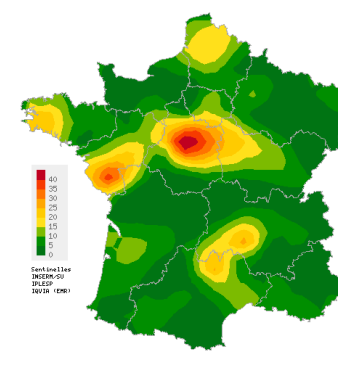 40
35
30
25
20
15
10
5
0
Sentinelles
INSERM/SU
IPLESP
IQVIA (EMR)